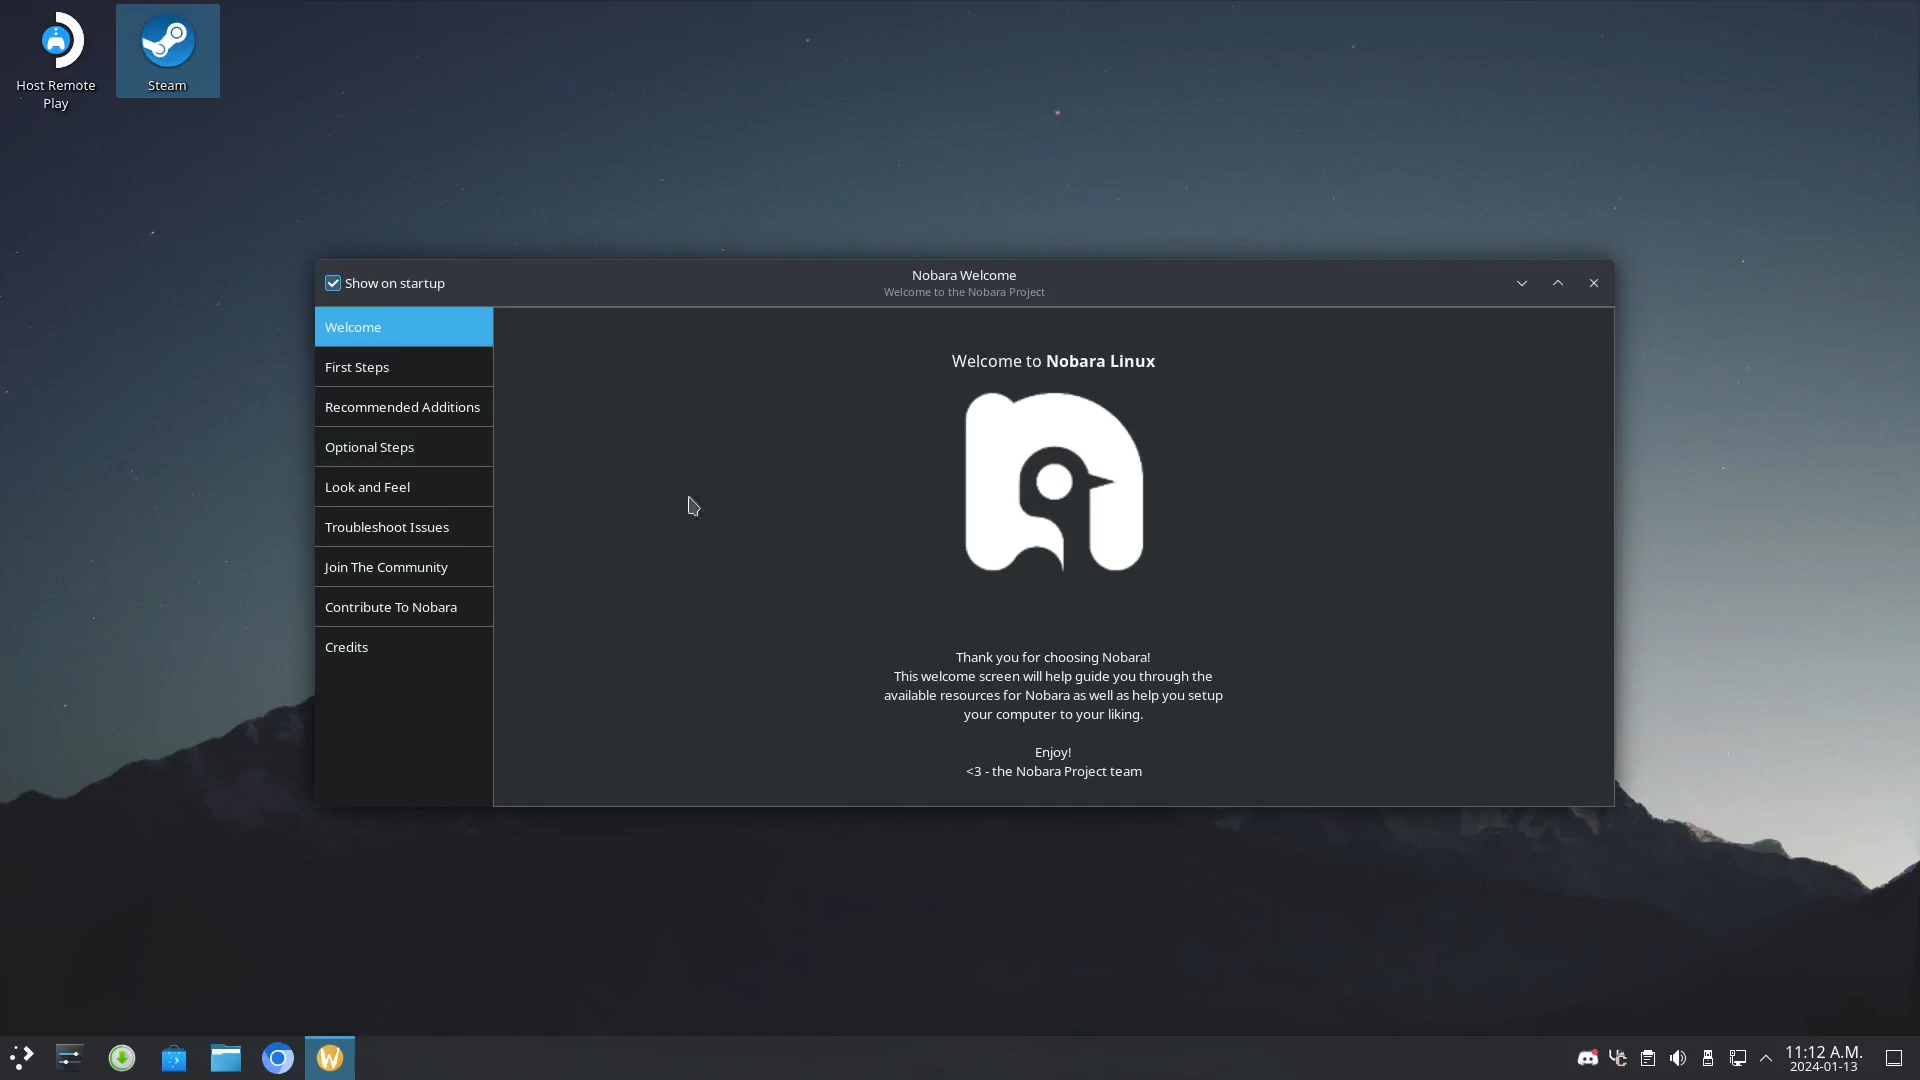 Host Remote
Play
Steam
Show on startup
Nobara Welcome
Welcome to the Nobara Project
Welcome
First Steps
Recommended Additions
Optional Steps
Look and Feel
Troubleshoot Issues
Join The Community
Contribute To Nobara
Credits
Welcome to Nobara Linux
Thank you for choosing Nobara!
This welcome screen will help guide you through the
available resources for Nobara as well as help you setup
your computer to your liking.
Enjoy!
<3 - the Nobara Project team
W
11:12 A.M.
2024-01-13